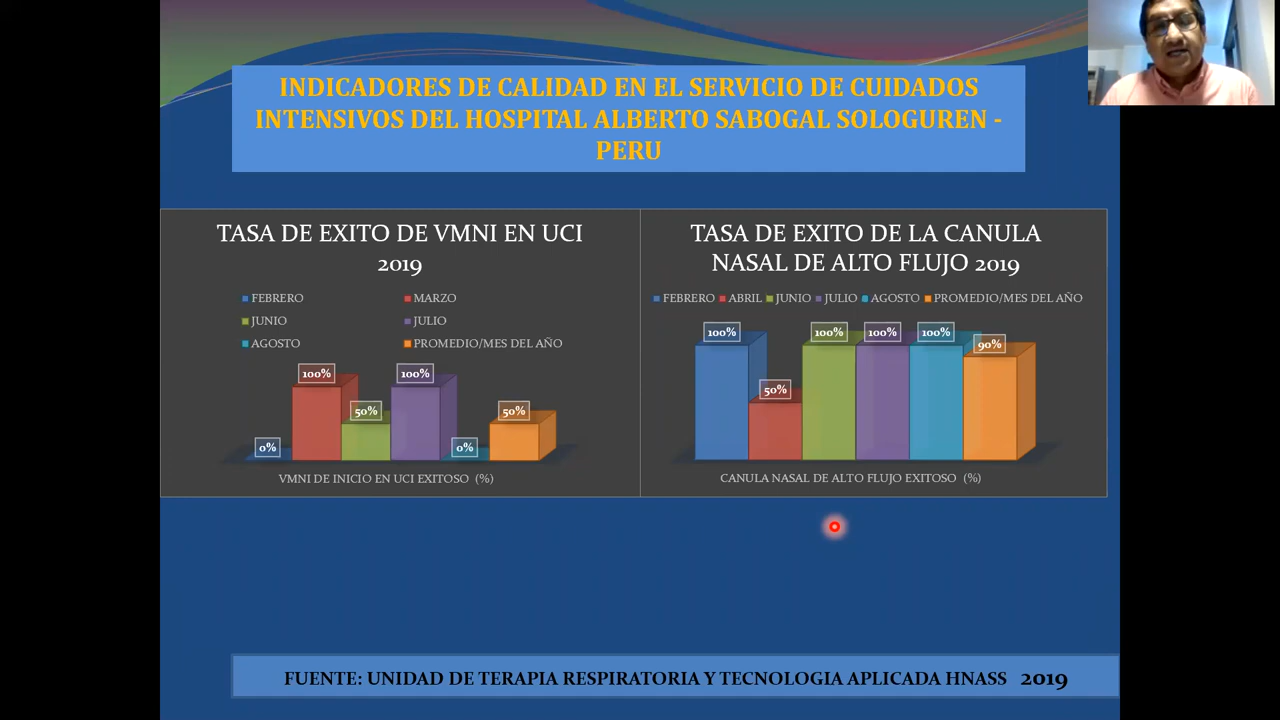 INDICADORES DE CALIDAD EN EL SERVICIO DE CUIDADOS
INTENSIVOS DEL HOSPITAL ALBERTO SABOGAL SOLOGUREN -
PERU
TASA DE EXITO DE VMNI EN UCI
2019
FEBRERO MARZO
JUNIO JULIO
AGOSTO PROMEDIO/MES DEL AÑO
0% 100% 50% 100% 0% 50%
VMNI DE INICIO EN UCI EXITOSO (%)
TASA DE EXITO DE LA CANULA
NASAL DE ALTO FLUJO 2019
FEBRERO ABRIL JUNIO JULIO AGOSTO PROMEDIO/MES DEL AÑO
100% 50% 100% 100% 100% 90%
CANULA NASAL DE ALTO FLUJO EXITOSO (%)
FUENTE: UNIDAD DE TERAPIA RESPIRATORIA Y TECNOLOGIA APLICADA HNASS 2019